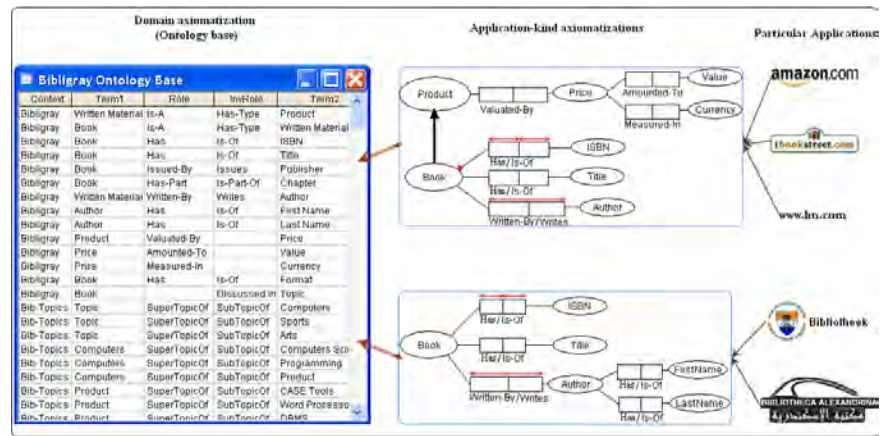 Domain axiomatization
(Ontology base)
Application-kind axiomatizations
Particular Applications
Bibligray Ontology Base
Context Term1 Role InvRole Term2
Bibligray Written Material Is-A Has-Type Product
Bibligray Book Is-A Has-Type Written Material
Bibligray Book Has Is-Of ISBN
Bibligray Book Has Is-Of Title
Bibligray Book Issued-By Issues Publisher
Bibligray Book Has-Part Is-Part-Of Chapter
Bibligray Written Material Written-By Writes Author
Bibligray Author Has Is-Of First Name
Bibligray Author Has Is-Of Last Name
Bibligray Product Valuated-By Price
Bibligray Price Amounted-To Value
Bibligray Price Measured-In Currency
Bibligray Book Has Is-Of Format
Bibligray Book Discussed In Topic
Bib-Topics Topic SuperTopicOf SubTopicOf Computers
Bib-Topics Topic SuperTopicOf SubTopicOf Sports
Bib-Topics Topic SuperTopicOf SubTopicOf Arts
Bib-Topics Computers SuperTopicOf SubTopicOf Computers Scie
Bib-Topics Computers SuperTopicOf SubTopicOf Programming
Bib-Topics Computers SuperTopicOf SubTopicOf Product
Bib-Topics Product SuperTopicOf SubTopicOf CASE Tools
Bib-Topics Product SuperTopicOf SubTopicOf Word Processo
Bib-Topics Product SuperTopicOf SubTopicOf DBMS
Product
Valuated-By
Price
Amounted-To
Value
Measured-In
Currency
Book
Has/Is-Of
ISBN
Has/Is-Of
Title
Written-By/Writes
Author
Book
Has/Is-Of
ISBN
Has/Is-Of
Title
Written-By/Writes
Author
Has/Is-Of
FirstName
Has/Is-Of
LastName
amazon.com
1bookstreet.com
www.bn.com
Bibliotheek
BIBLIOTHECA ALEXANDRINA
مكتبة الإسكندرية